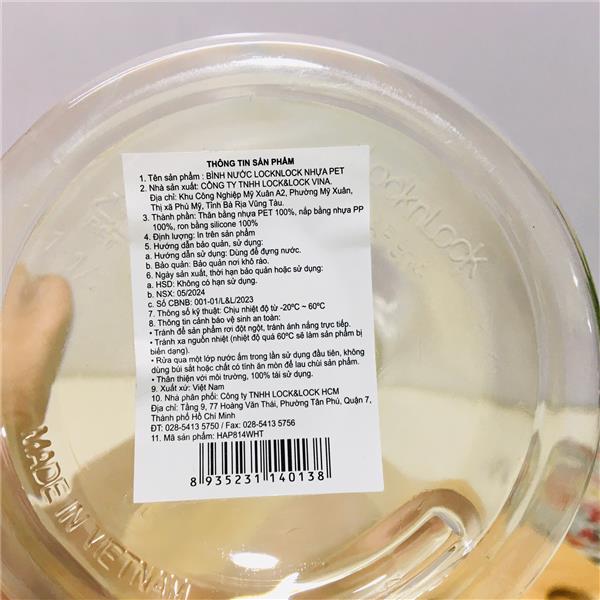 THÔNG TIN SẢN PHẨM
1. Tên sản phẩm : BÌNH NƯỚC LOCKNLOCK NHỰA PET
2. Nhà sản xuất: CÔNG TY TNHH LOCK&LOCK VINA.
Địa chỉ: Khu Công Nghiệp Mỹ Xuân A2, Phường Mỹ Xuân,
Thị xã Phú Mỹ, Tỉnh Bà Rịa Vũng Tàu.
3. Thành phần: Thân bằng nhựa PET 100%, nắp bằng nhựa PP
100%, ron bằng silicone 100%
4. Định lượng: In trên sản phẩm
5. Hướng dẫn bảo quản, sử dụng:
a. Hướng dẫn sử dụng: Dùng để đựng nước.
b. Bảo quản: Bảo quản nơi khô ráo.
6. Ngày sản xuất, thời hạn bảo quản hoặc sử dụng:
a. HSD: Không có hạn sử dụng.
b. NSX: 05/2024
c. Số CBNB: 001-01/L&L/2023
7. Thông số kỹ thuật: Chịu nhiệt độ từ -20ºC ~ 60ºC
8. Thông tin cảnh báo vệ sinh an toàn:
• Tránh để sản phẩm rơi đột ngột, tránh ánh nắng trực tiếp.
• Tránh xa nguồn nhiệt (nhiệt độ quá 60ºC sẽ làm sản phẩm bị
biến dạng).
• Rửa qua một lớp nước ấm trong lần sử dụng đầu tiên, không
dùng bùi sắt hoặc chất có tính ăn mòn để lau chùi sản phẩm.
• Thân thiện với môi trường, 100% tái sử dụng.
9. Xuất xứ: Việt Nam
10. Nhà phân phối: Công ty TNHH LOCK&LOCK HCM
Địa chỉ: Tầng 9, 77 Hoàng Văn Thái, Phường Tân Phú, Quận 7,
Thành phố Hồ Chí Minh
ĐT: 028-5413 5750 / Fax: 028-5413 5756
11. Mã sản phẩm: HAP814WHT
8 935231 140138
MADE IN VIETNAM
LocknLock